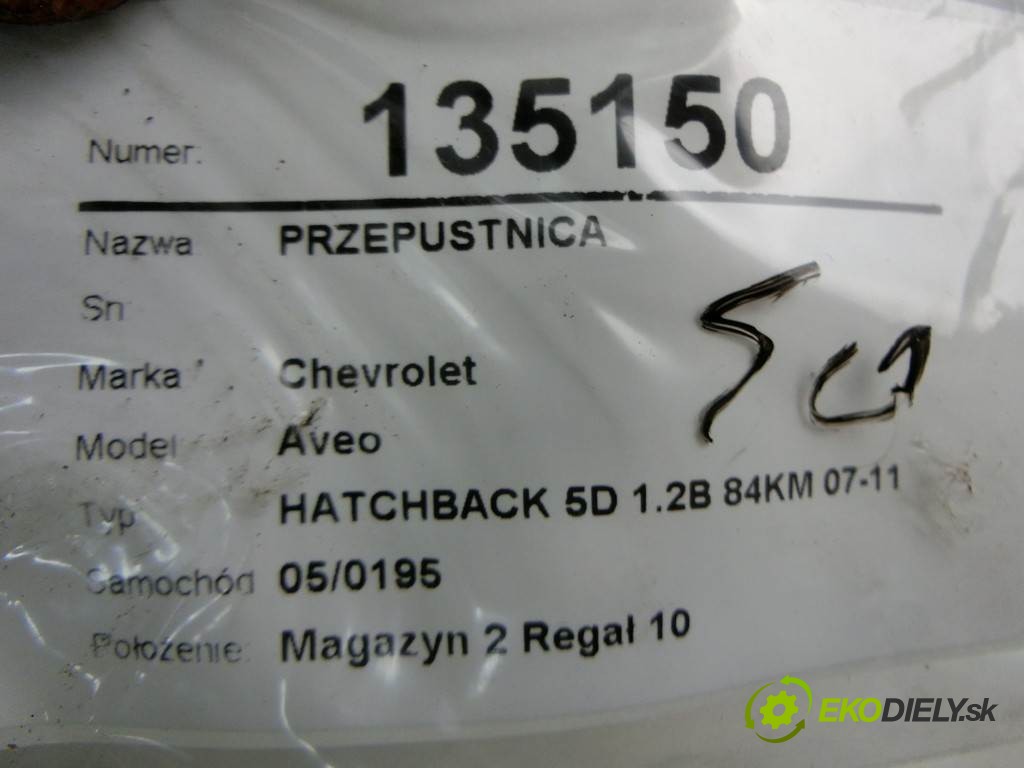 Numer: 135150
Nazwa PRZEPUSTNICA
Sn
Marka Chevrolet
Model Aveo
Typ HATCHBACK 5D 1.2B 84KM 07-11
Samochód 05/0195
Położenie: Magazyn 2 Regał 10
EKODIELY.sk